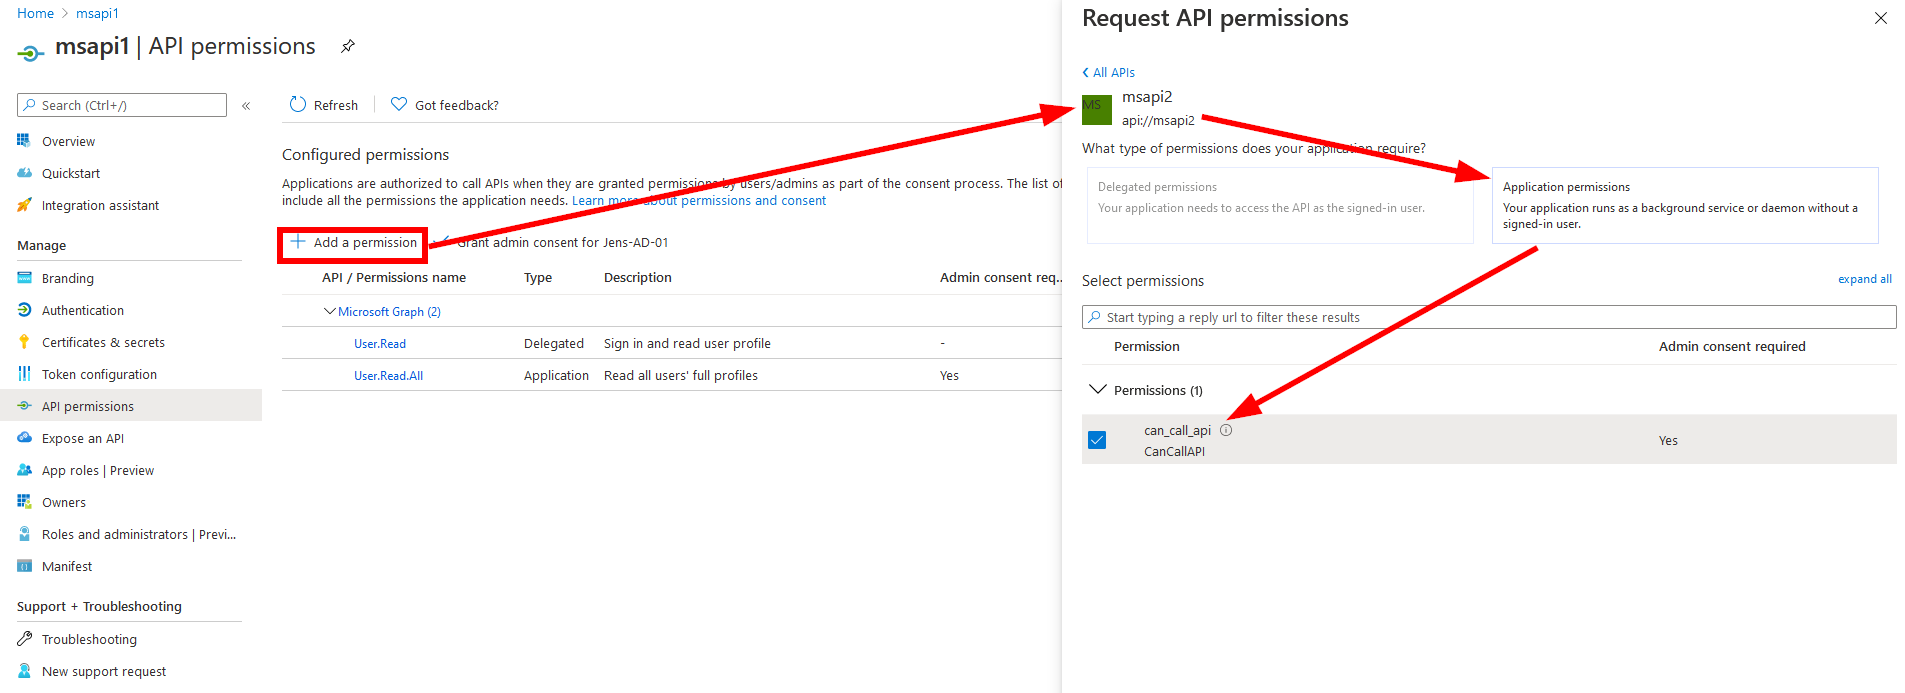 Home > msapi1
msapi1 | API permissions
Search (Ctrl+/)
«
Overview
Quickstart
Integration assistant
Manage
Branding
Authentication
Certificates & secrets
Token configuration
API permissions
Expose an API
App roles | Preview
Owners
Roles and administrators | Previ...
Manifest
Support + Troubleshooting
Troubleshooting
New support request
Refresh
Got feedback?
Configured permissions
Applications are authorized to call APIs when they are granted permissions by users/admins as part of the consent process. The list of
include all the permissions the application needs. Learn more about permissions and consent
Add a permission
Grant admin consent for Jens-AD-01
API / Permissions name Type Description Admin consent req...
Microsoft Graph (2)
User.Read Delegated Sign in and read user profile -
User.Read.All Application Read all users' full profiles Yes
Request API permissions
All APIs
MS
msapi2
api://msapi2
What type of permissions does your application require?
Delegated permissions
Your application needs to access the API as the signed-in user.
Application permissions
Your application runs as a background service or daemon without a
signed-in user.
Select permissions
expand all
Start typing a reply url to filter these results
Permission Admin consent required
Permissions (1)
can_call_api
CanCallAPI
Yes